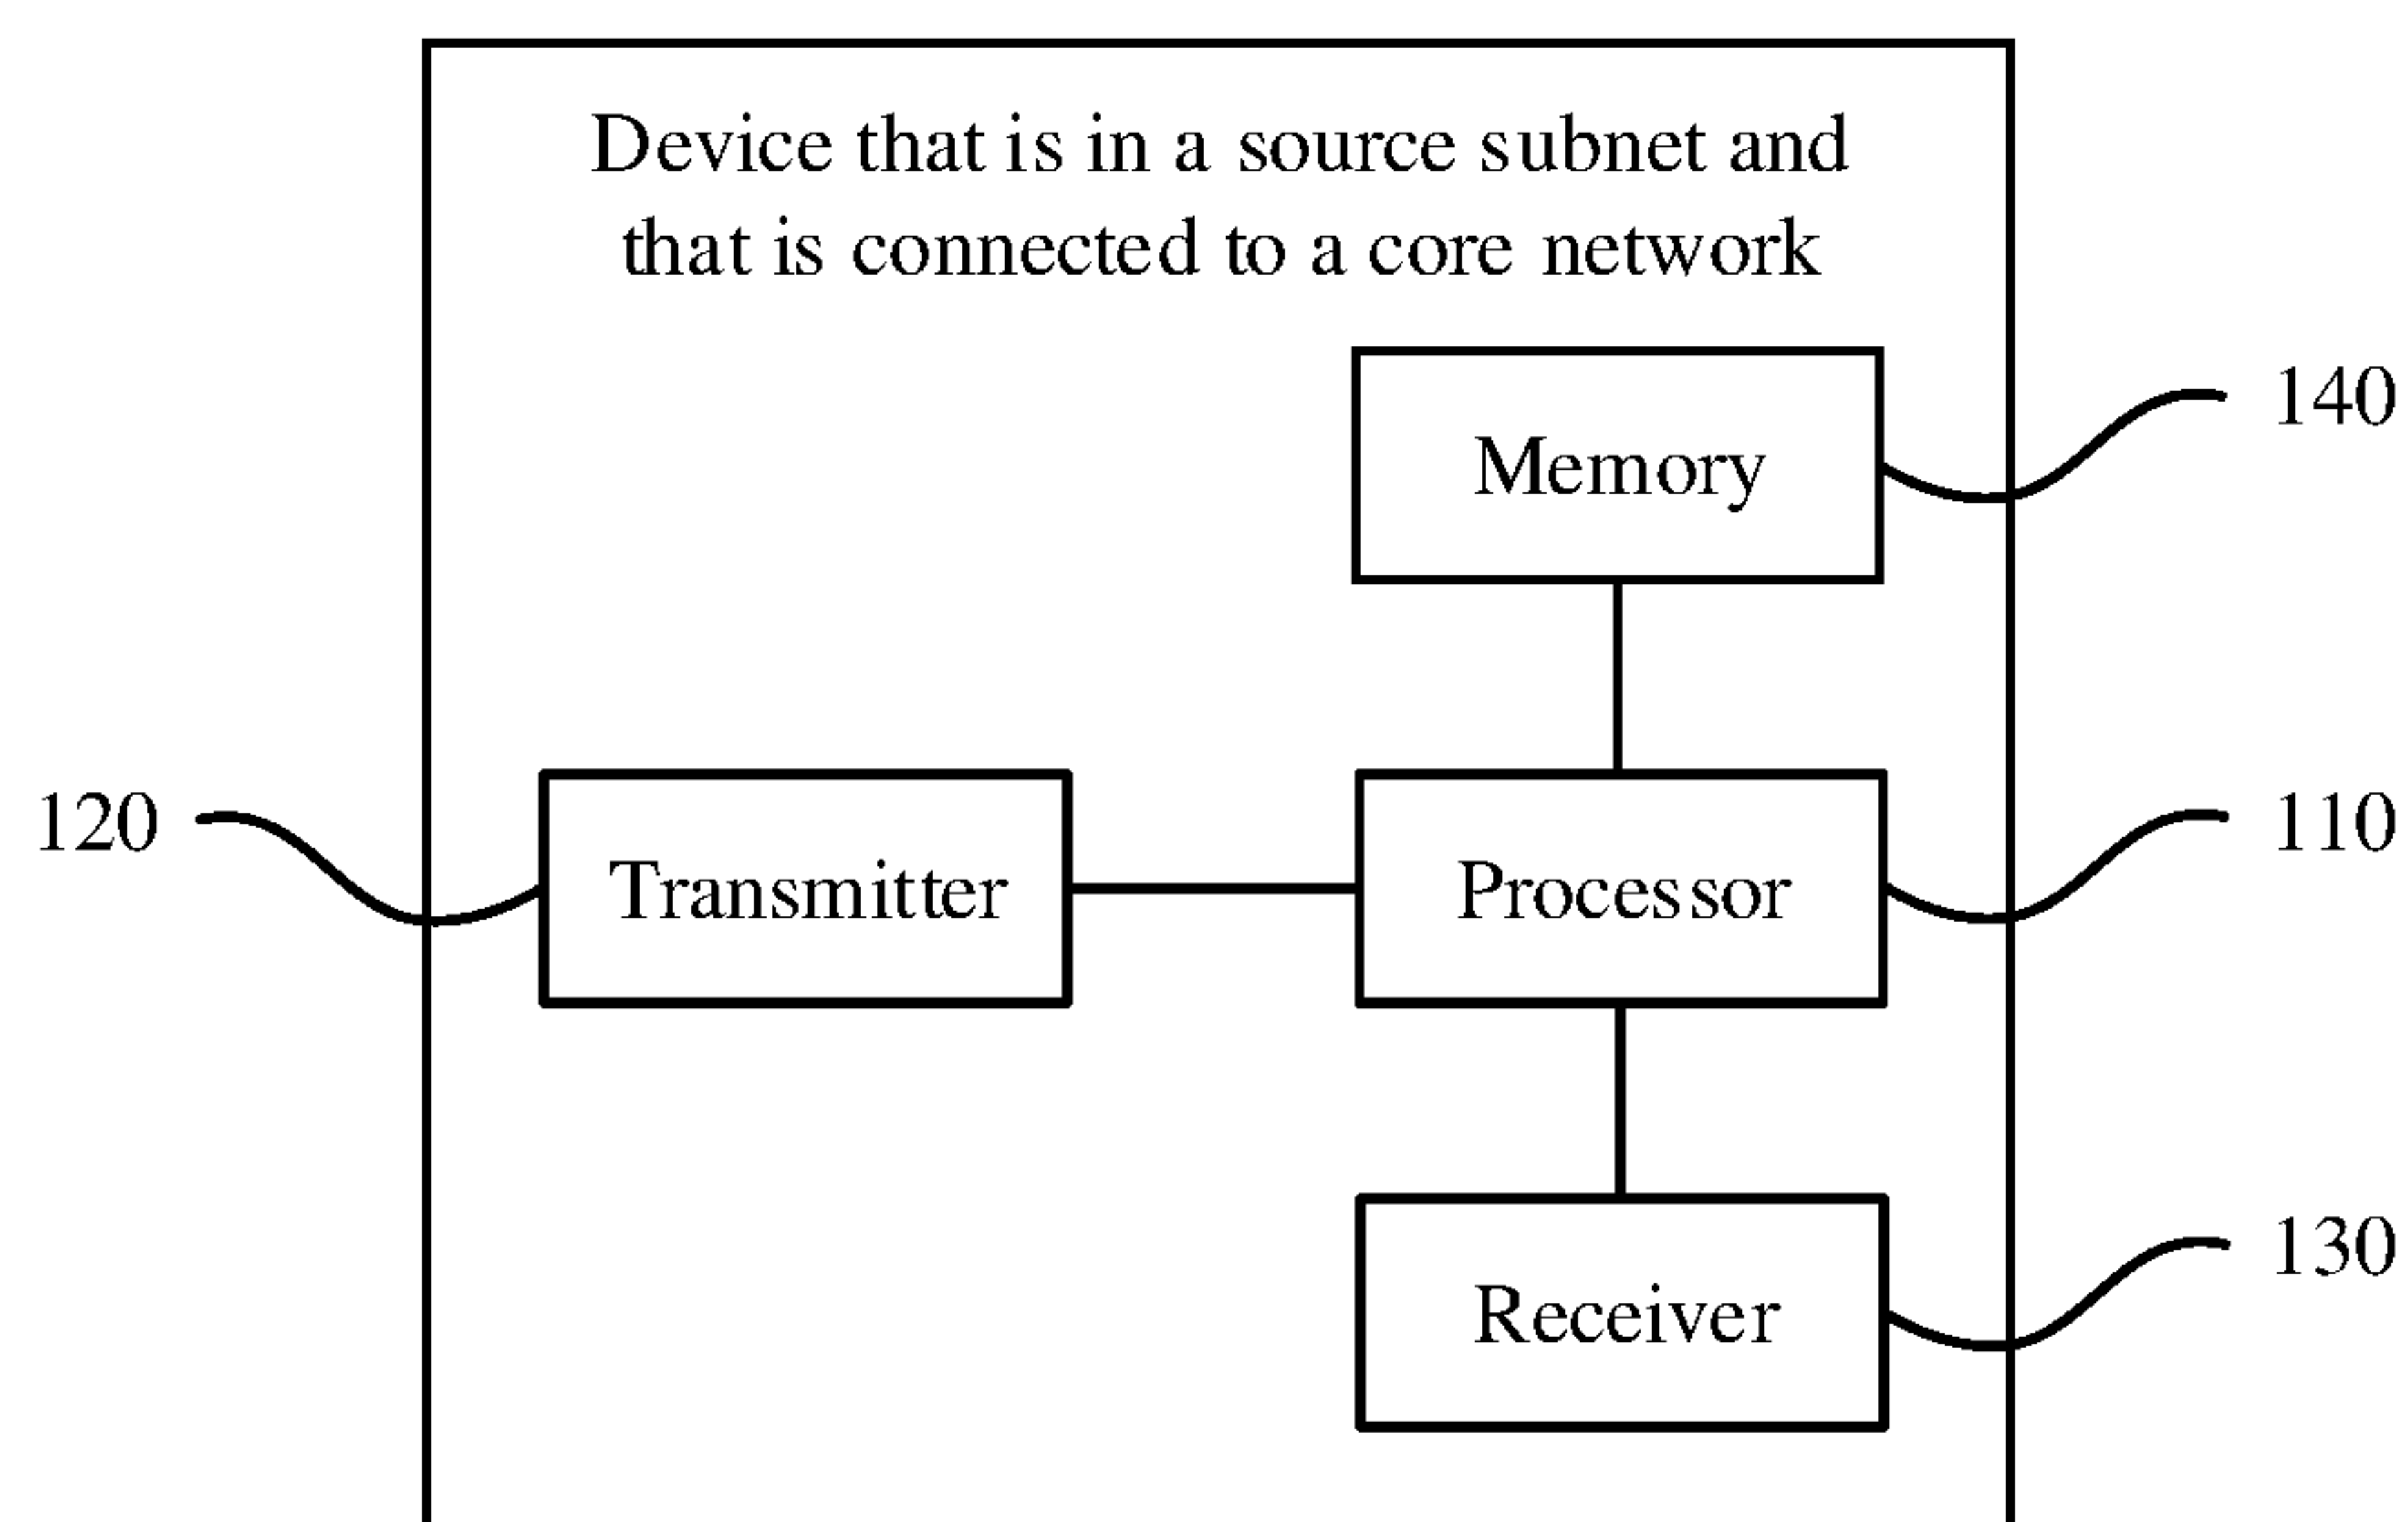 Device that is in a source subnet and
that is connected to a core network
Memory
140
120
Transmitter
Processor
110
Receiver
130